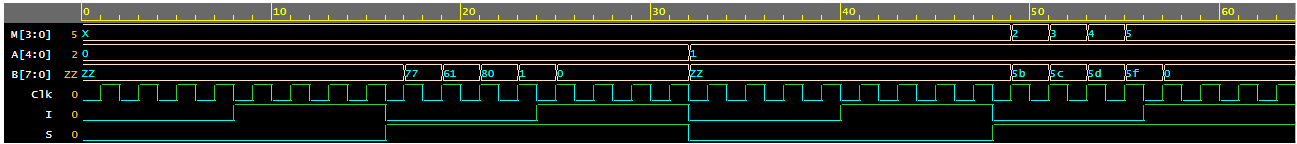 0 10 20 30 40 50 60
M[3:0] 5 X 2 3 4 5
A[4:0] 2 0 1
B[7:0] ZZ ZZ 77 61 80 1 0 ZZ 5b 5c 5d 5f 0
Clk 0
I 0
S 0